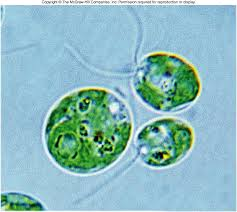 Copyright © The McGraw-Hill Companies, Inc. Permission required for reproduction or display.